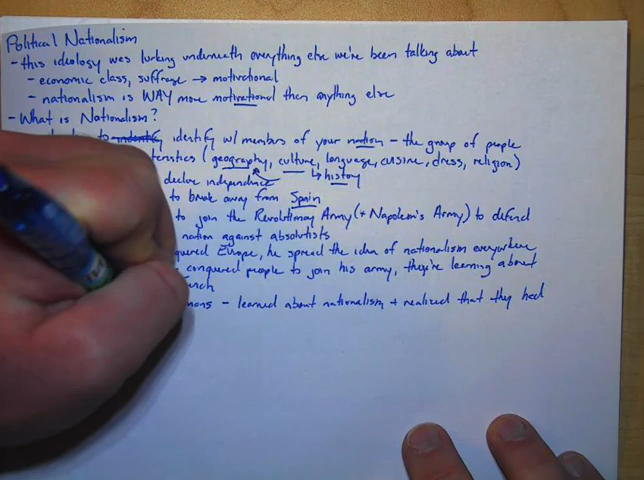 Political Nationalism
- this ideology was lurking underneath everything else we've been talking about
- economic class, suffrage → motivational
- nationalism is WAY more motivational than anything else
- What is Nationalism?
to indentify identify w/ members of your nation - the group of people
(geography, culture, language, cuisine, dress, religion)
declare independence ↳ history
to break away from Spain
to join the Revolutionary Army (+ Napoleon's Army) to defend
nation against absolutists
Europe, he spread the idea of nationalism everywhere
conquered people to join his army, they're learning about
- learned about nationalism + realized that they had